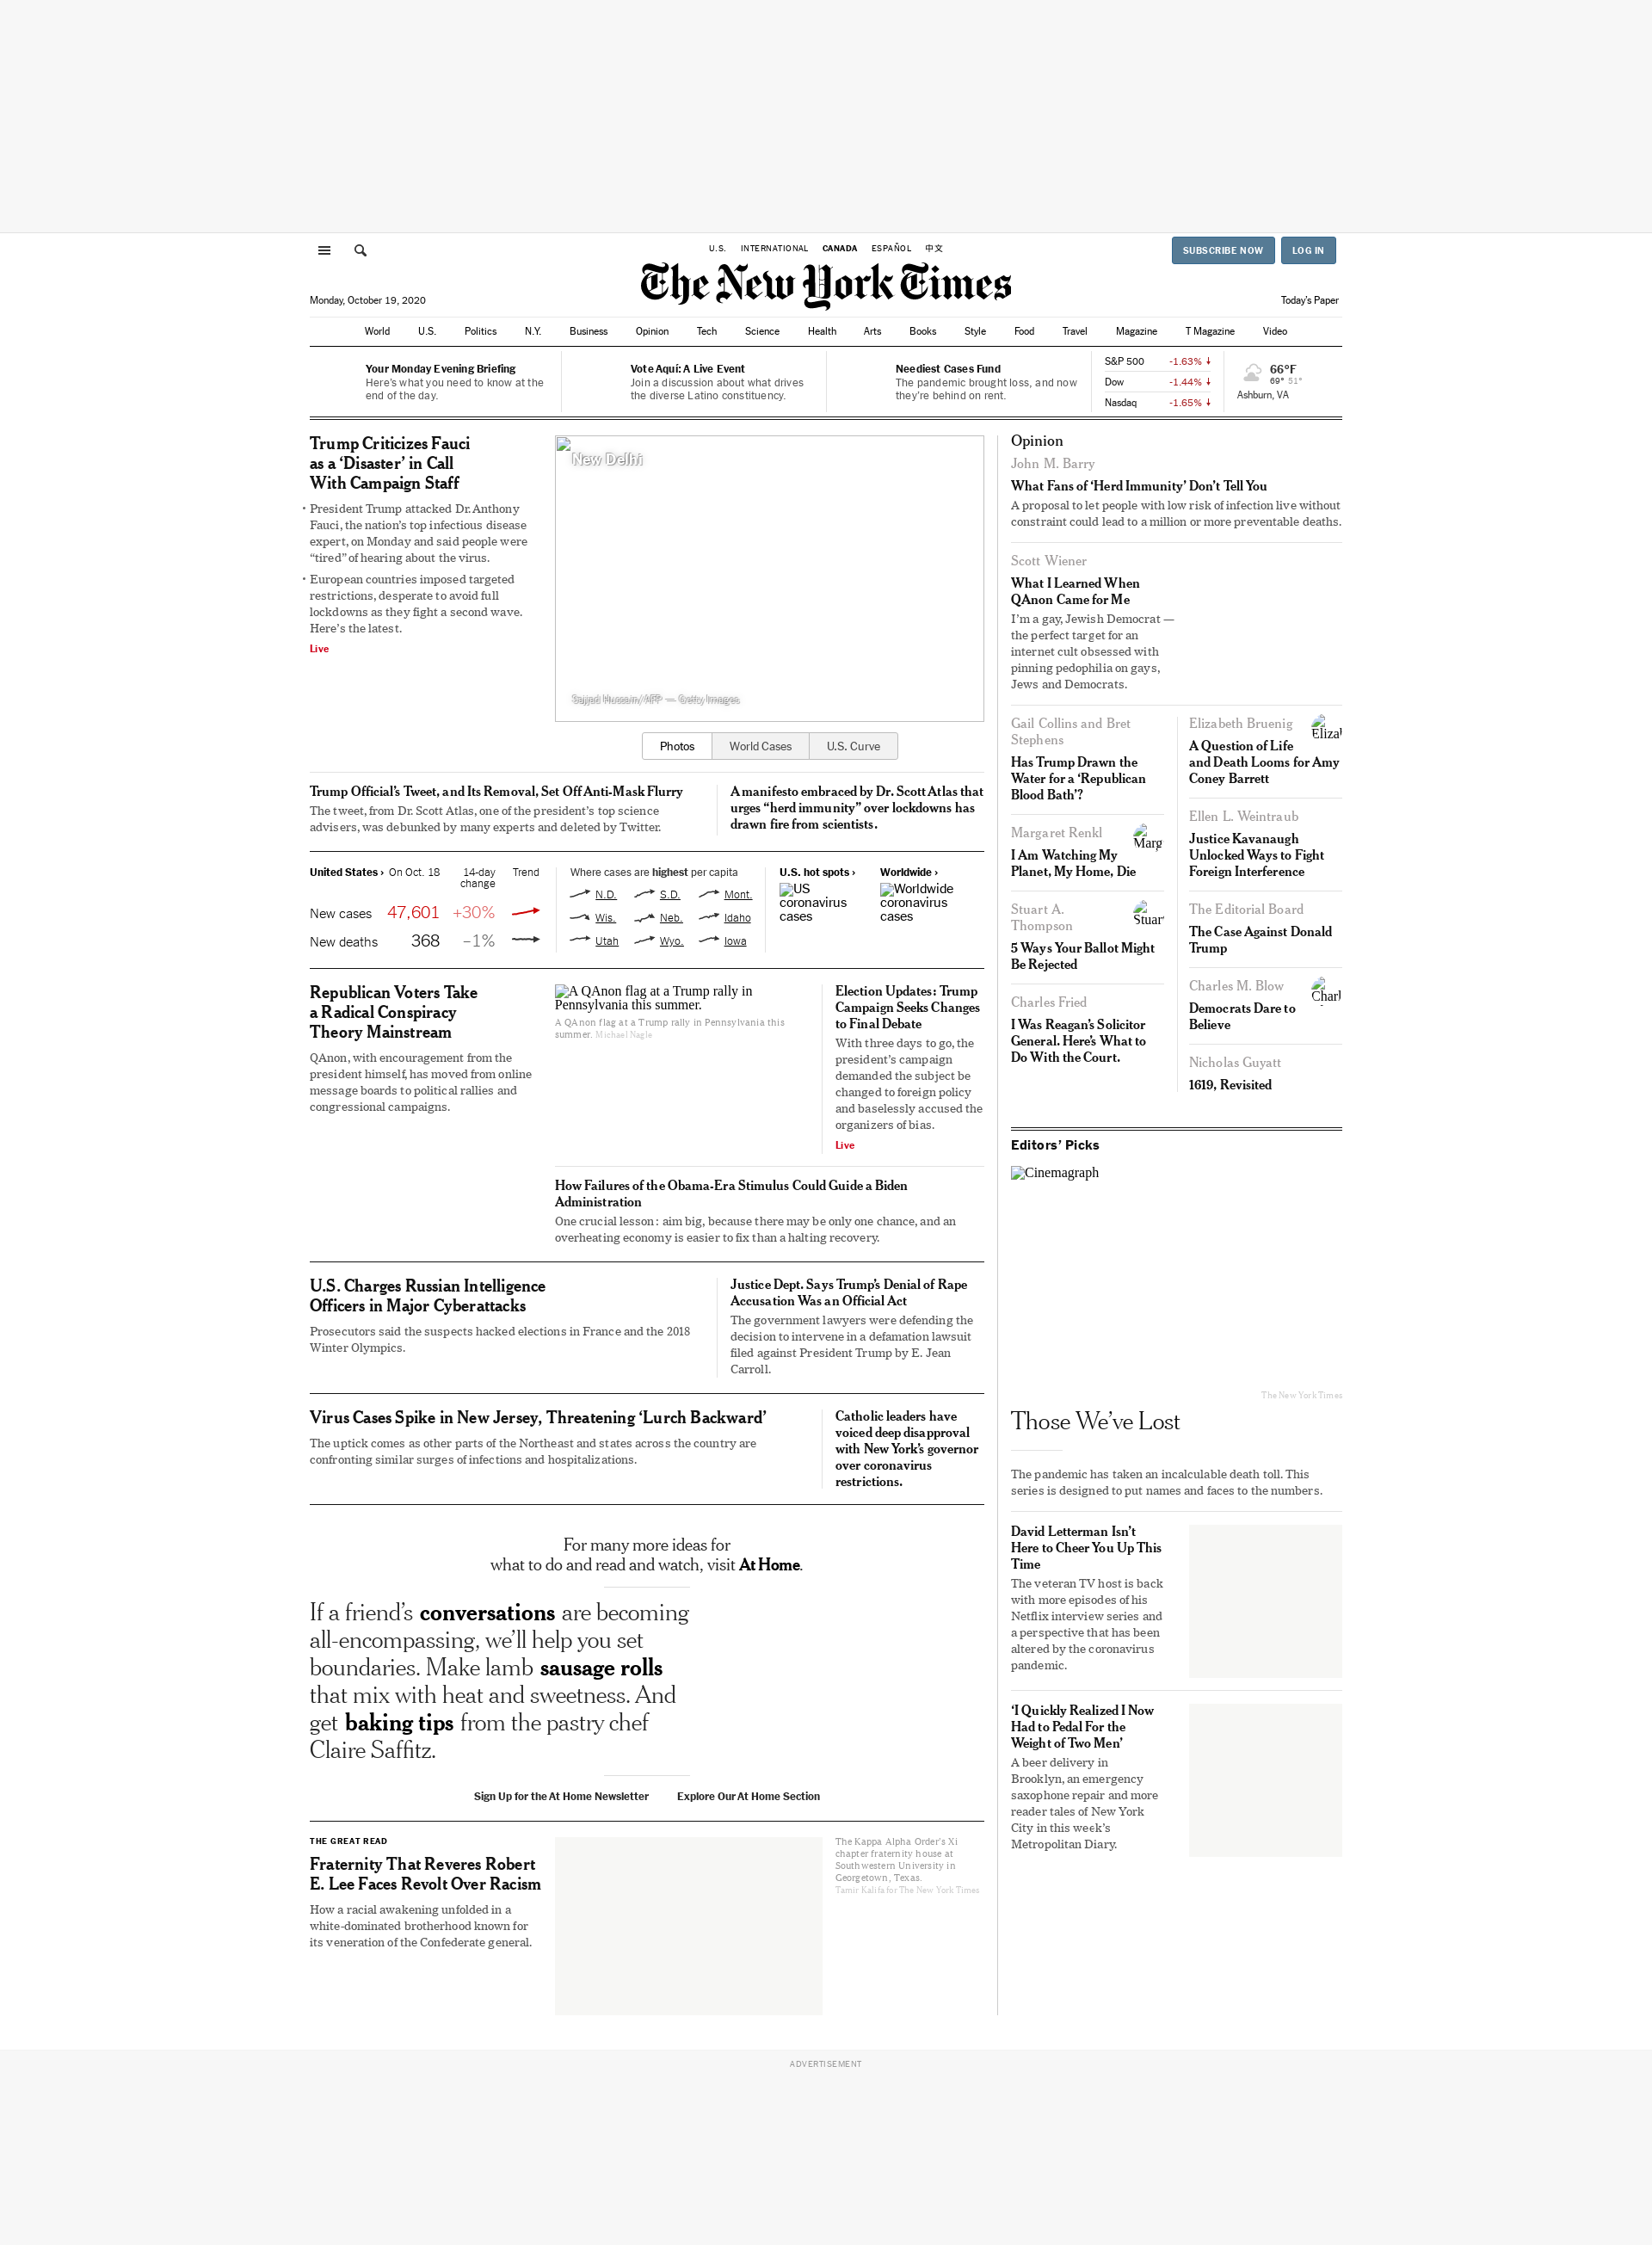 U.S. INTERNATIONAL CANADA ESPAÑOL 中文
SUBSCRIBE NOW
LOG IN
The New York Times
Monday, October 19, 2020
Today's Paper
World U.S. Politics N.Y. Business Opinion Tech Science Health Arts Books Style Food Travel Magazine T Magazine Video
Your Monday Evening Briefing
Here's what you need to know at the
end of the day.
Vote Aquí: A Live Event
Join a discussion about what drives
the diverse Latino constituency.
Neediest Cases Fund
The pandemic brought loss, and now
they're behind on rent.
S&P 500 -1.63% ↓
Dow -1.44% ↓
Nasdaq -1.65% ↓
66°F
69° 51°
Ashburn, VA
Trump Criticizes Fauci
as a ‘Disaster’ in Call
With Campaign Staff
• President Trump attacked Dr. Anthony
Fauci, the nation’s top infectious disease
expert, on Monday and said people were
“tired” of hearing about the virus.
• European countries imposed targeted
restrictions, desperate to avoid full
lockdowns as they fight a second wave.
Here’s the latest.
Live
New Delhi
Sajjad Hussain/AFP — Getty Images
Photos World Cases U.S. Curve
Trump Official’s Tweet, and Its Removal, Set Off Anti-Mask Flurry
The tweet, from Dr. Scott Atlas, one of the president’s top science
advisers, was debunked by many experts and deleted by Twitter.
A manifesto embraced by Dr. Scott Atlas that
urges “herd immunity” over lockdowns has
drawn fire from scientists.
United States › On Oct. 18 14-day
change Trend
New cases 47,601 +30%
New deaths 368 –1%
Where cases are highest per capita
N.D. S.D. Mont.
Wis. Neb. Idaho
Utah Wyo. Iowa
U.S. hot spots ›
US
coronavirus
cases
Worldwide ›
Worldwide
coronavirus
cases
Republican Voters Take
a Radical Conspiracy
Theory Mainstream
QAnon, with encouragement from the
president himself, has moved from online
message boards to political rallies and
congressional campaigns.
A QAnon flag at a Trump rally in
Pennsylvania this summer.
A QAnon flag at a Trump rally in Pennsylvania this
summer. Michael Nagle
Election Updates: Trump
Campaign Seeks Changes
to Final Debate
With three days to go, the
president’s campaign
demanded the subject be
changed to foreign policy
and baselessly accused the
organizers of bias.
Live
How Failures of the Obama-Era Stimulus Could Guide a Biden
Administration
One crucial lesson: aim big, because there may be only one chance, and an
overheating economy is easier to fix than a halting recovery.
U.S. Charges Russian Intelligence
Officers in Major Cyberattacks
Prosecutors said the suspects hacked elections in France and the 2018
Winter Olympics.
Justice Dept. Says Trump’s Denial of Rape
Accusation Was an Official Act
The government lawyers were defending the
decision to intervene in a defamation lawsuit
filed against President Trump by E. Jean
Carroll.
Virus Cases Spike in New Jersey, Threatening ‘Lurch Backward’
The uptick comes as other parts of the Northeast and states across the country are
confronting similar surges of infections and hospitalizations.
Catholic leaders have
voiced deep disapproval
with New York’s governor
over coronavirus
restrictions.
For many more ideas for
what to do and read and watch, visit At Home.
If a friend’s conversations are becoming
all-encompassing, we’ll help you set
boundaries. Make lamb sausage rolls
that mix with heat and sweetness. And
get baking tips from the pastry chef
Claire Saffitz.
Sign Up for the At Home Newsletter Explore Our At Home Section
THE GREAT READ
Fraternity That Reveres Robert
E. Lee Faces Revolt Over Racism
How a racial awakening unfolded in a
white-dominated brotherhood known for
its veneration of the Confederate general.
The Kappa Alpha Order’s Xi
chapter fraternity house at
Southwestern University in
Georgetown, Texas.
Tamir Kalifa for The New York Times
Opinion
John M. Barry
What Fans of ‘Herd Immunity’ Don’t Tell You
A proposal to let people with low risk of infection live without
constraint could lead to a million or more preventable deaths.
Scott Wiener
What I Learned When
QAnon Came for Me
I’m a gay, Jewish Democrat —
the perfect target for an
internet cult obsessed with
pinning pedophilia on gays,
Jews and Democrats.
Gail Collins and Bret
Stephens
Has Trump Drawn the
Water for a ‘Republican
Blood Bath’?
Margaret Renkl
I Am Watching My
Planet, My Home, Die
Stuart A.
Thompson
5 Ways Your Ballot Might
Be Rejected
Charles Fried
I Was Reagan’s Solicitor
General. Here’s What to
Do With the Court.
Elizabeth Bruenig
A Question of Life
and Death Looms for Amy
Coney Barrett
Ellen L. Weintraub
Justice Kavanaugh
Unlocked Ways to Fight
Foreign Interference
The Editorial Board
The Case Against Donald
Trump
Charles M. Blow
Democrats Dare to
Believe
Nicholas Guyatt
1619, Revisited
Editors’ Picks
Cinemagraph
The New York Times
Those We’ve Lost
The pandemic has taken an incalculable death toll. This
series is designed to put names and faces to the numbers.
David Letterman Isn’t
Here to Cheer You Up This
Time
The veteran TV host is back
with more episodes of his
Netflix interview series and
a perspective that has been
altered by the coronavirus
pandemic.
‘I Quickly Realized I Now
Had to Pedal For the
Weight of Two Men’
A beer delivery in
Brooklyn, an emergency
saxophone repair and more
reader tales of New York
City in this week’s
Metropolitan Diary.
ADVERTISEMENT